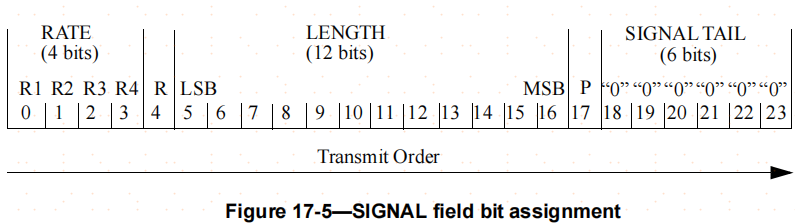 RATE LENGTH SIGNAL TAIL
(4 bits) (12 bits) (6 bits)
R1 R2 R3 R4 R LSB MSB P “0” “0” “0” “0” “0” “0”
0 1 2 3 4 5 6 7 8 9 10 11 12 13 14 15 16 17 18 19 20 21 22 23
Transmit Order
Figure 17-5—SIGNAL field bit assignment